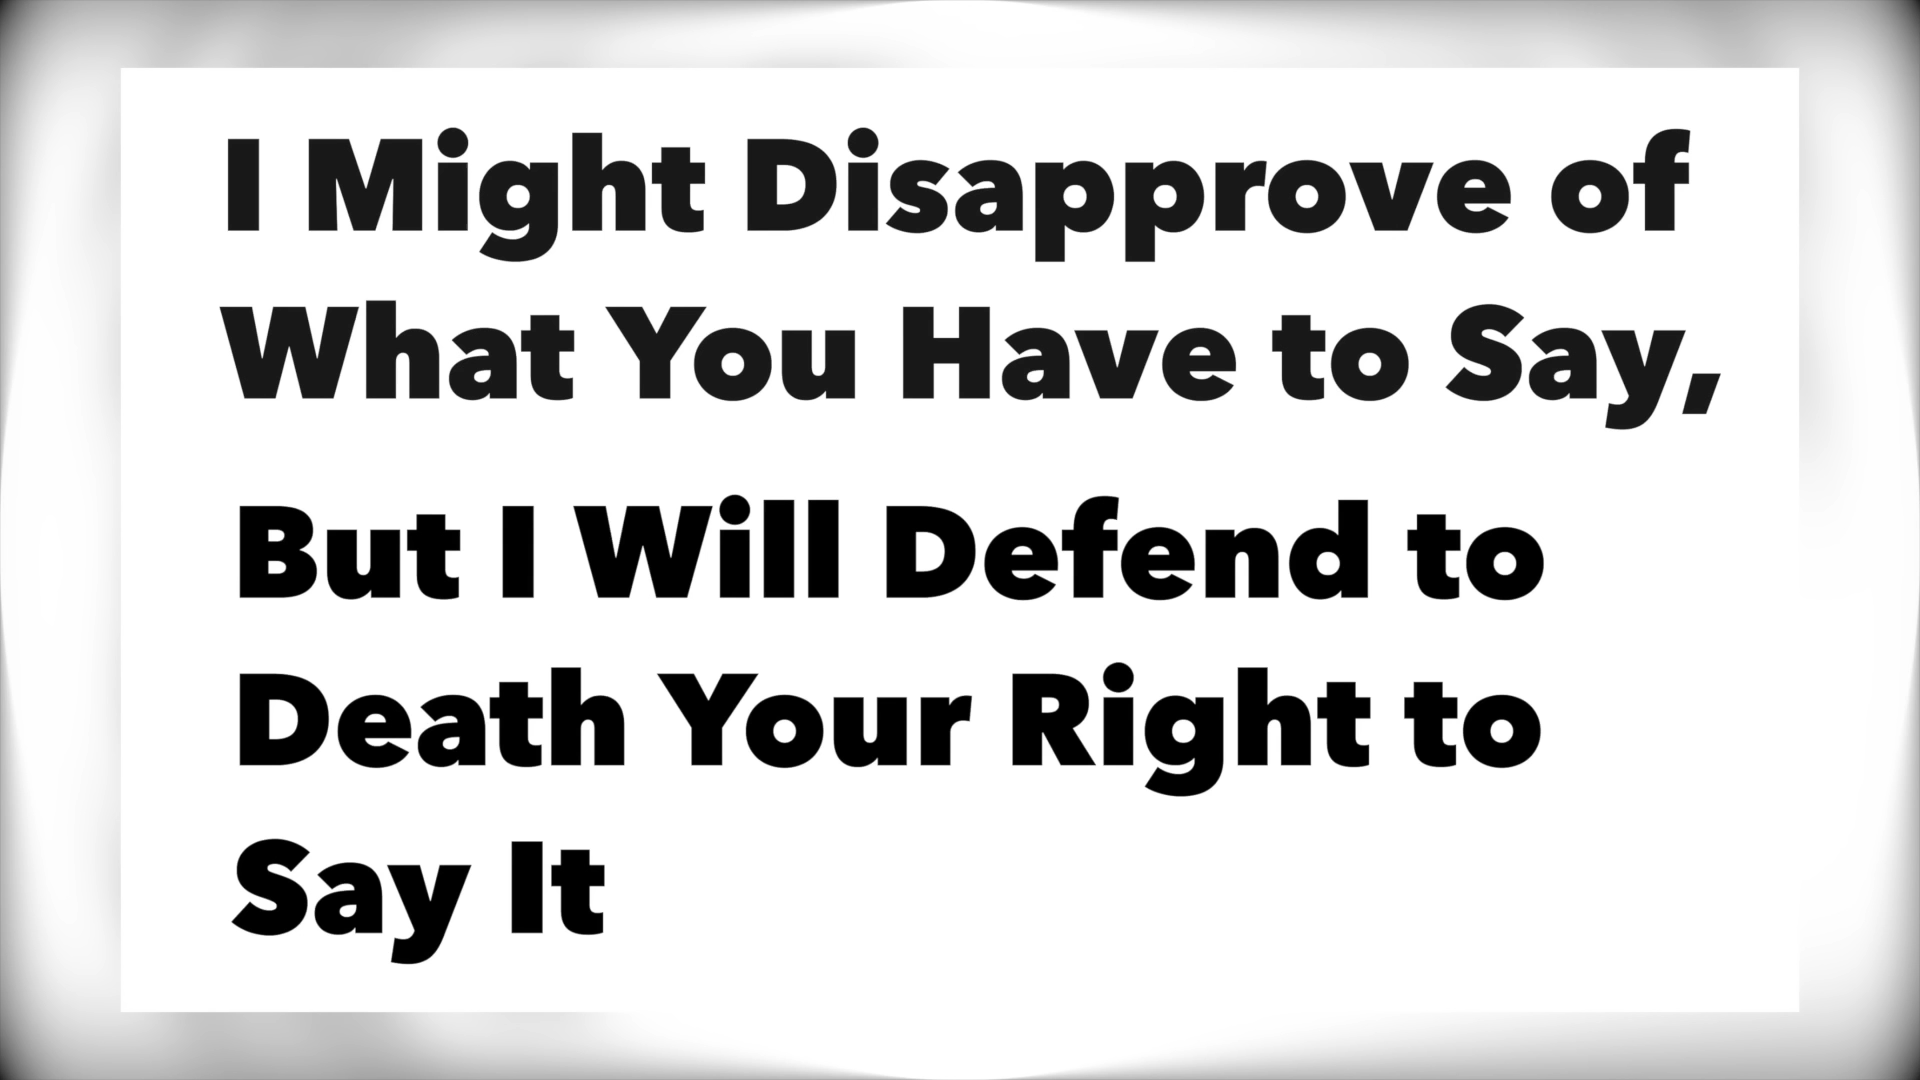 I Might Disapprove of
What You Have to Say,
But I Will Defend to
Death Your Right to
Say It